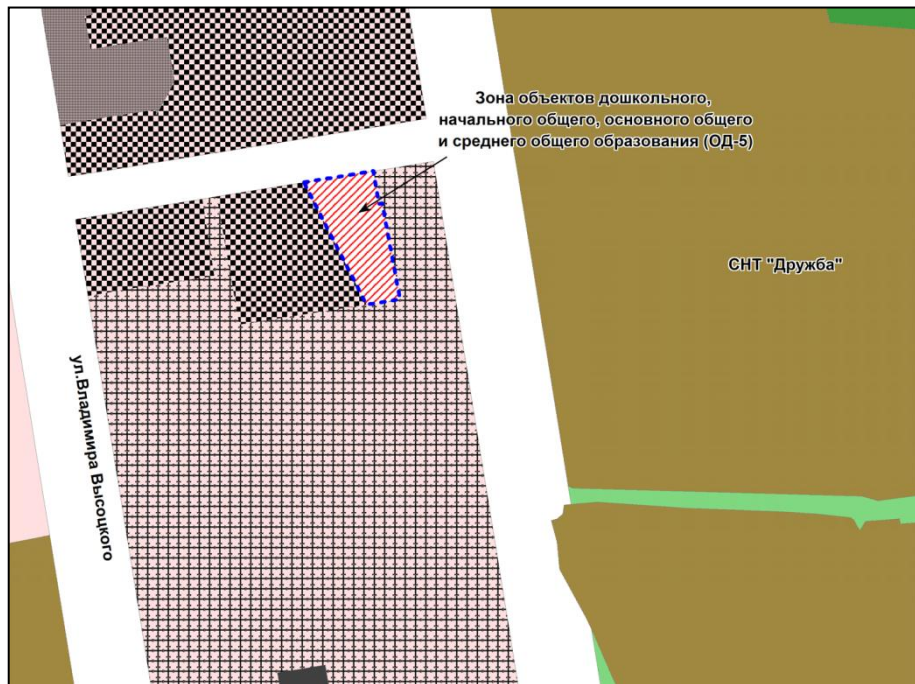 Зона объектов дошкольного,
начального общего, основного общего
и среднего общего образования (ОД-5)
СНТ "Дружба"
ул.Владимира Высоцкого